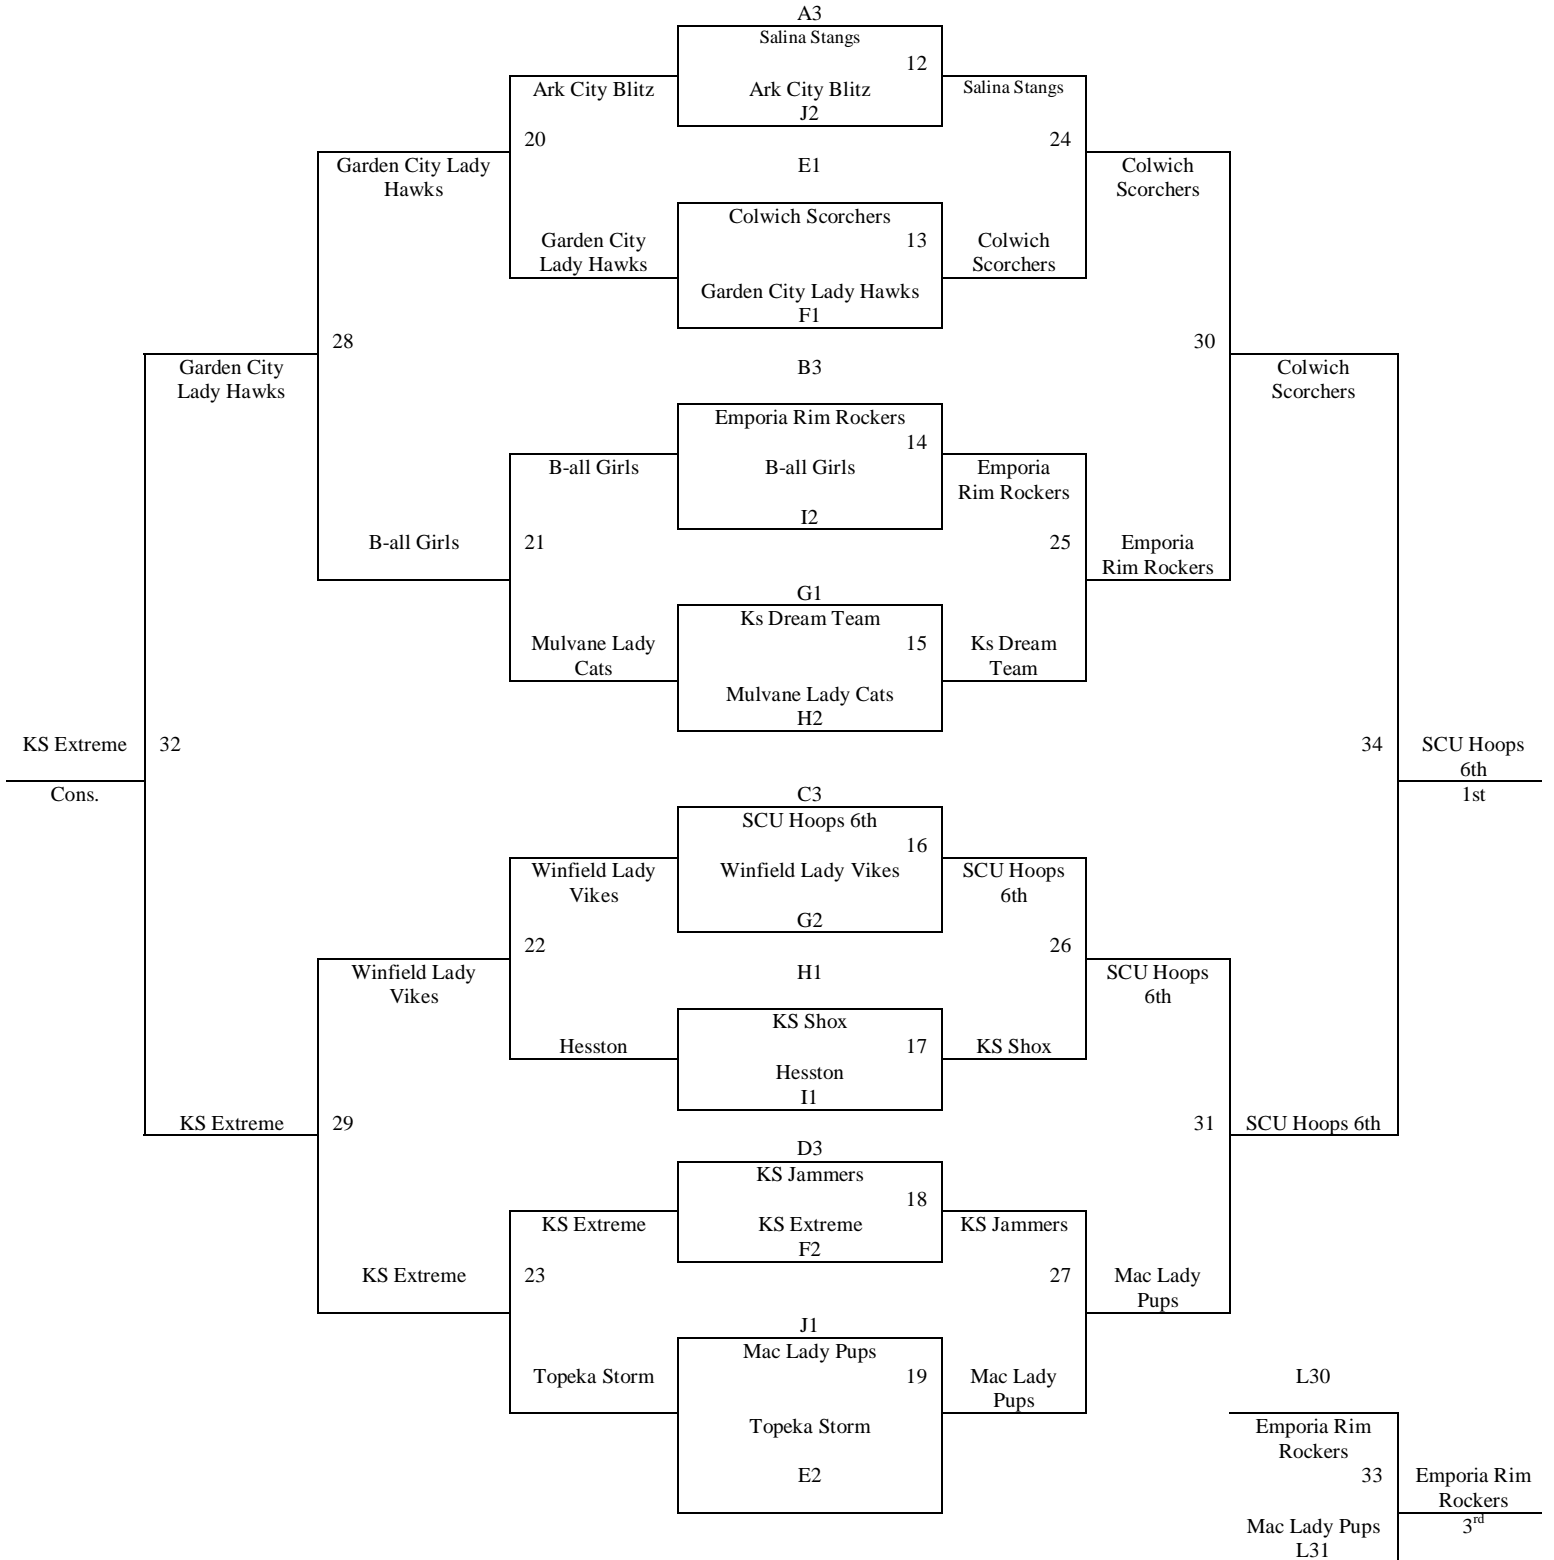 A3
Salina Stangs
12
Ark City Blitz
Ark City Blitz
Salina Stangs
J2
20
24
E1
Garden City Lady
Hawks
Colwich
Scorchers
Colwich Scorchers
13
Garden City
Lady Hawks
Colwich
Scorchers
Garden City Lady Hawks
F1
28
30
B3
Garden City
Lady Hawks
Colwich
Scorchers
Emporia Rim Rockers
14
B-all Girls
B-all Girls
Emporia
Rim Rockers
I2
B-all Girls
21
25
Emporia
Rim Rockers
G1
Ks Dream Team
15
Mulvane Lady
Cats
Ks Dream
Team
Mulvane Lady Cats
H2
KS Extreme
32
34
SCU Hoops
6th
Cons.
1st
C3
SCU Hoops 6th
16
Winfield Lady
Vikes
Winfield Lady Vikes
SCU Hoops
6th
G2
22
26
H1
Winfield Lady
Vikes
SCU Hoops
6th
KS Shox
17
Hesston
KS Shox
Hesston
I1
KS Extreme
29
31
SCU Hoops 6th
D3
KS Jammers
18
KS Extreme
KS Extreme
KS Jammers
F2
KS Extreme
23
27
Mac Lady
Pups
J1
Mac Lady Pups
19
Topeka Storm
Mac Lady
Pups
L30
Topeka Storm
Emporia Rim
Rockers
E2
33
Emporia Rim
Rockers
Mac Lady Pups
3rd
L31